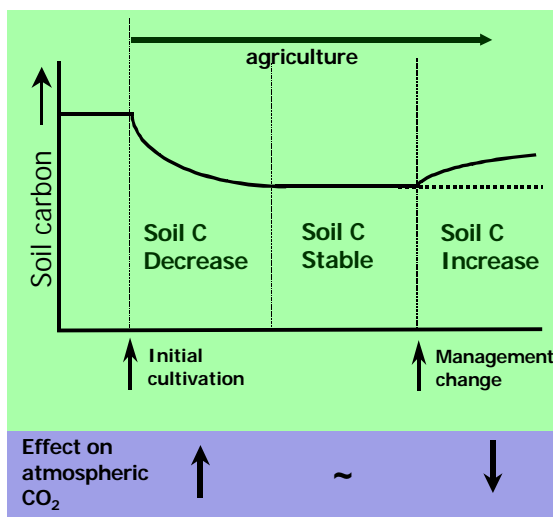 agriculture
Soil carbon
Soil C
Decrease
Soil C
Stable
Soil C
Increase
Initial
cultivation
Management
change
Effect on
atmospheric
CO₂
~